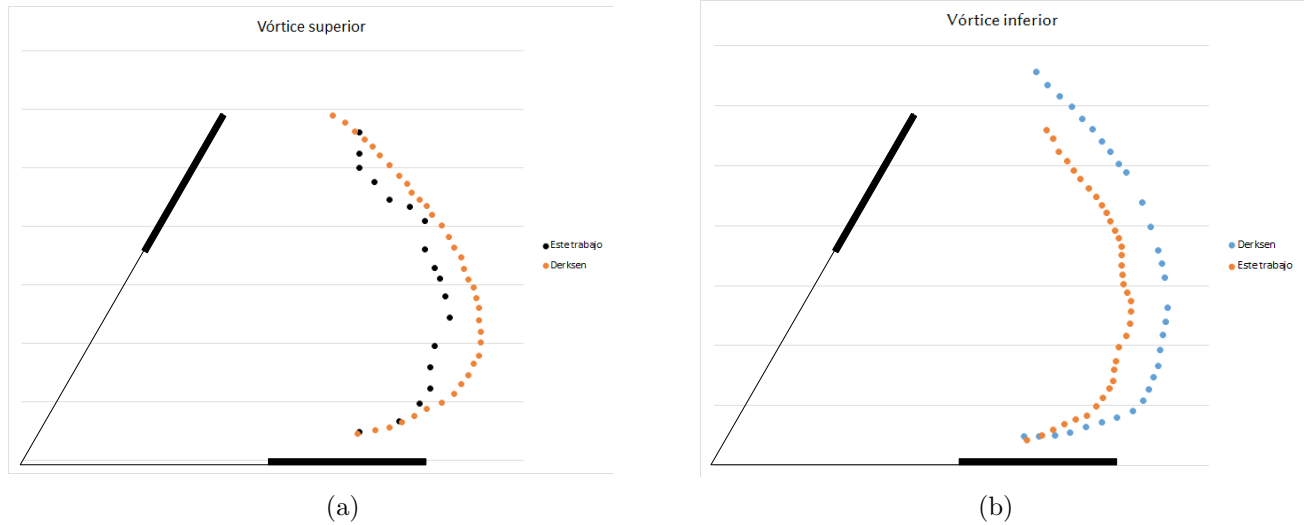 Vórtice superior
Este trabajo
Derksen
(a)
Vórtice inferior
Derksen
Este trabajo
(b)